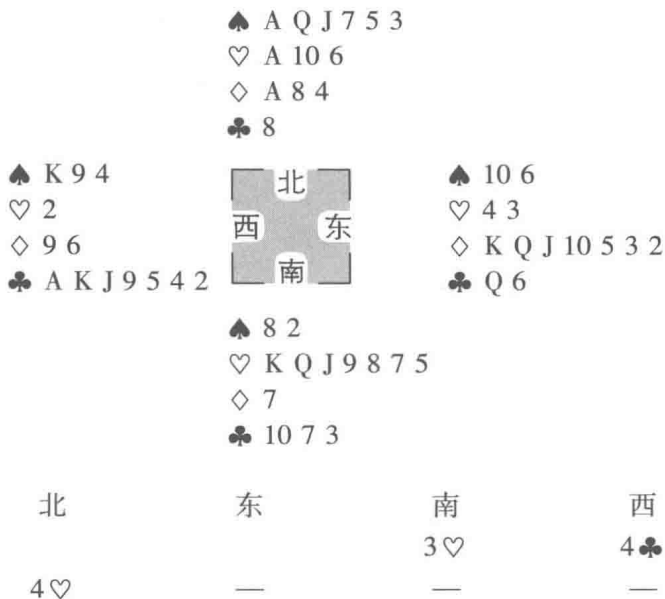 ♠ A Q J 7 5 3
♡ A 10 6
◇ A 8 4
♣ 8
♠ K 9 4
♡ 2
◇ 9 6
♣ A K J 9 5 4 2
北
西 东
南
♠ 10 6
♡ 4 3
◇ K Q J 10 5 3 2
♣ Q 6
♠ 8 2
♡ K Q J 9 8 7 5
◇ 7
♣ 10 7 3
北 东 南 西
3♡ 4♣
4♡ — — —